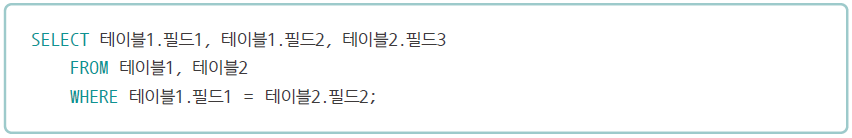 SELECT 테이블1.필드1, 테이블1.필드2, 테이블2.필드3
FROM 테이블1, 테이블2
WHERE 테이블1.필드1 = 테이블2.필드2;